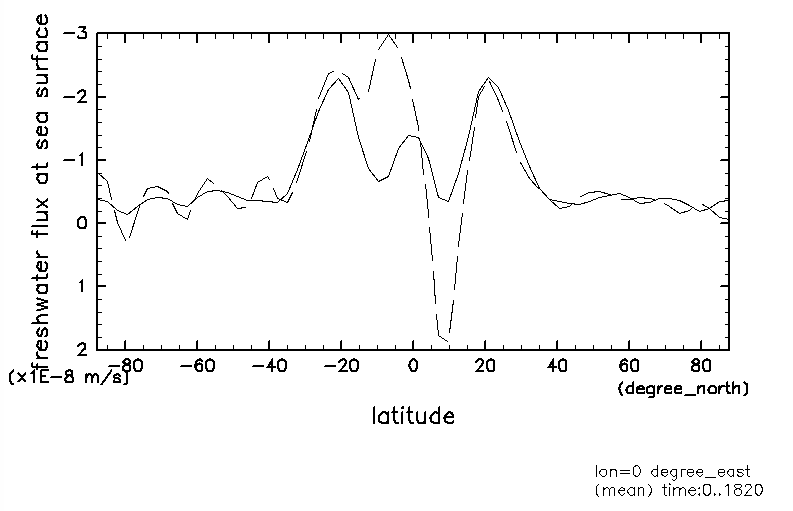 freshwater flux at sea surface
-3
-2
-1
0
1
2
-80 -60 -40 -20 0 20 40 60 80
(×1E-8 m/s)
(degree_north)
latitude
lon=0 degree_east
(mean) time:0..1820